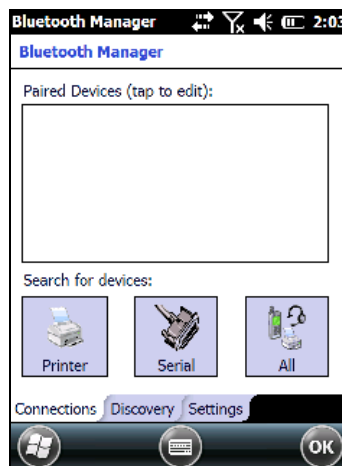 Bluetooth Manager 2:03
Bluetooth Manager
Paired Devices (tap to edit):
Search for devices:
Printer Serial All
Connections Discovery Settings
OK